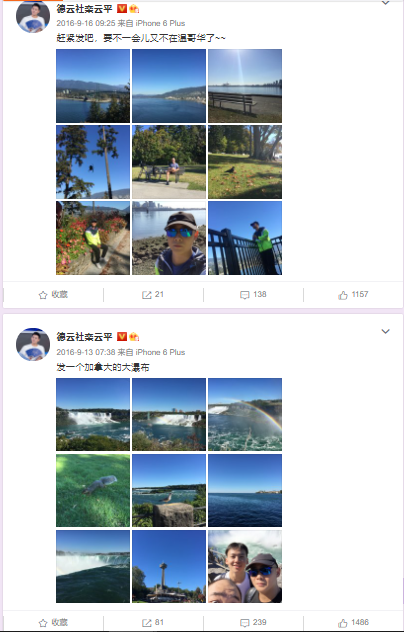 德云社栾云平
2016-9-16 09:25 来自 iPhone 6 Plus
赶紧发吧，要不一会儿又不在温哥华了~~
收藏 21 138 1157
德云社栾云平
2016-9-13 07:38 来自 iPhone 6 Plus
发一个加拿大的大瀑布
收藏 81 239 1486